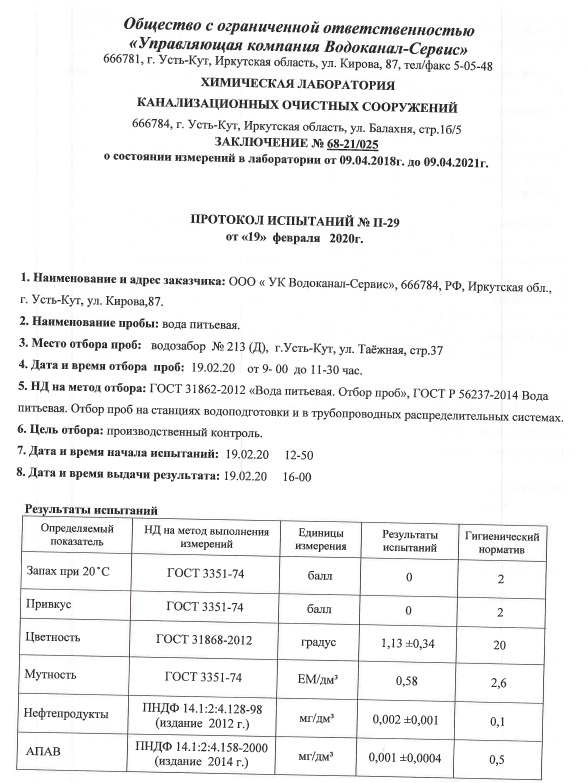 Общество с ограниченной ответственностью
«Управляющая компания Водоканал-Сервис»
666781, г. Усть-Кут, Иркутская область, ул. Кирова, 87, тел/факс 5-05-48
ХИМИЧЕСКАЯ ЛАБОРАТОРИЯ
КАНАЛИЗАЦИОННЫХ ОЧИСТНЫХ СООРУЖЕНИЙ
666784, г. Усть-Кут, Иркутская область, ул. Балахня, стр.1б/5
ЗАКЛЮЧЕНИЕ № 68-21/025
о состоянии измерений в лаборатории от 09.04.2018г. до 09.04.2021г.
ПРОТОКОЛ ИСПЫТАНИЙ № П-29
от «19» февраля 2020г.
1. Наименование и адрес заказчика: ООО « УК Водоканал-Сервис», 666784, РФ, Иркутская обл.,
г. Усть-Кут, ул. Кирова,87.
2. Наименование пробы: вода питьевая.
3. Место отбора проб: водозабор № 213 (Д), г.Усть-Кут, ул. Таёжная, стр.37
4. Дата и время отбора проб: 19.02.20 от 9- 00 до 11-30 час.
5. НД на метод отбора: ГОСТ 31862-2012 «Вода питьевая. Отбор проб», ГОСТ Р 56237-2014 Вода
питьевая. Отбор проб на станциях водоподготовки и в трубопроводных распределительных системах.
6. Цель отбора: производственный контроль.
7. Дата и время начала испытаний: 19.02.20 12-50
8. Дата и время выдачи результата: 19.02.20 16-00
Результаты испытаний
Определяемый показатель НД на метод выполнения измерений Единицы измерения Результаты испытаний Гигиенический норматив
Запах при 20˚С ГОСТ 3351-74 балл 0 2
Привкус ГОСТ 3351-74 балл 0 2
Цветность ГОСТ 31868-2012 градус 1,13 ±0,34 20
Мутность ГОСТ 3351-74 ЕМ/дм³ 0,58 2,6
Нефтепродукты ПНДФ 14.1:2:4.128-98 (издание 2012 г.) мг/дм³ 0,002 ±0,001 0,1
АПАВ ПНДФ 14.1:2:4.158-2000 (издание 2014 г.) мг/дм³ 0,001 ±0,0004 0,5